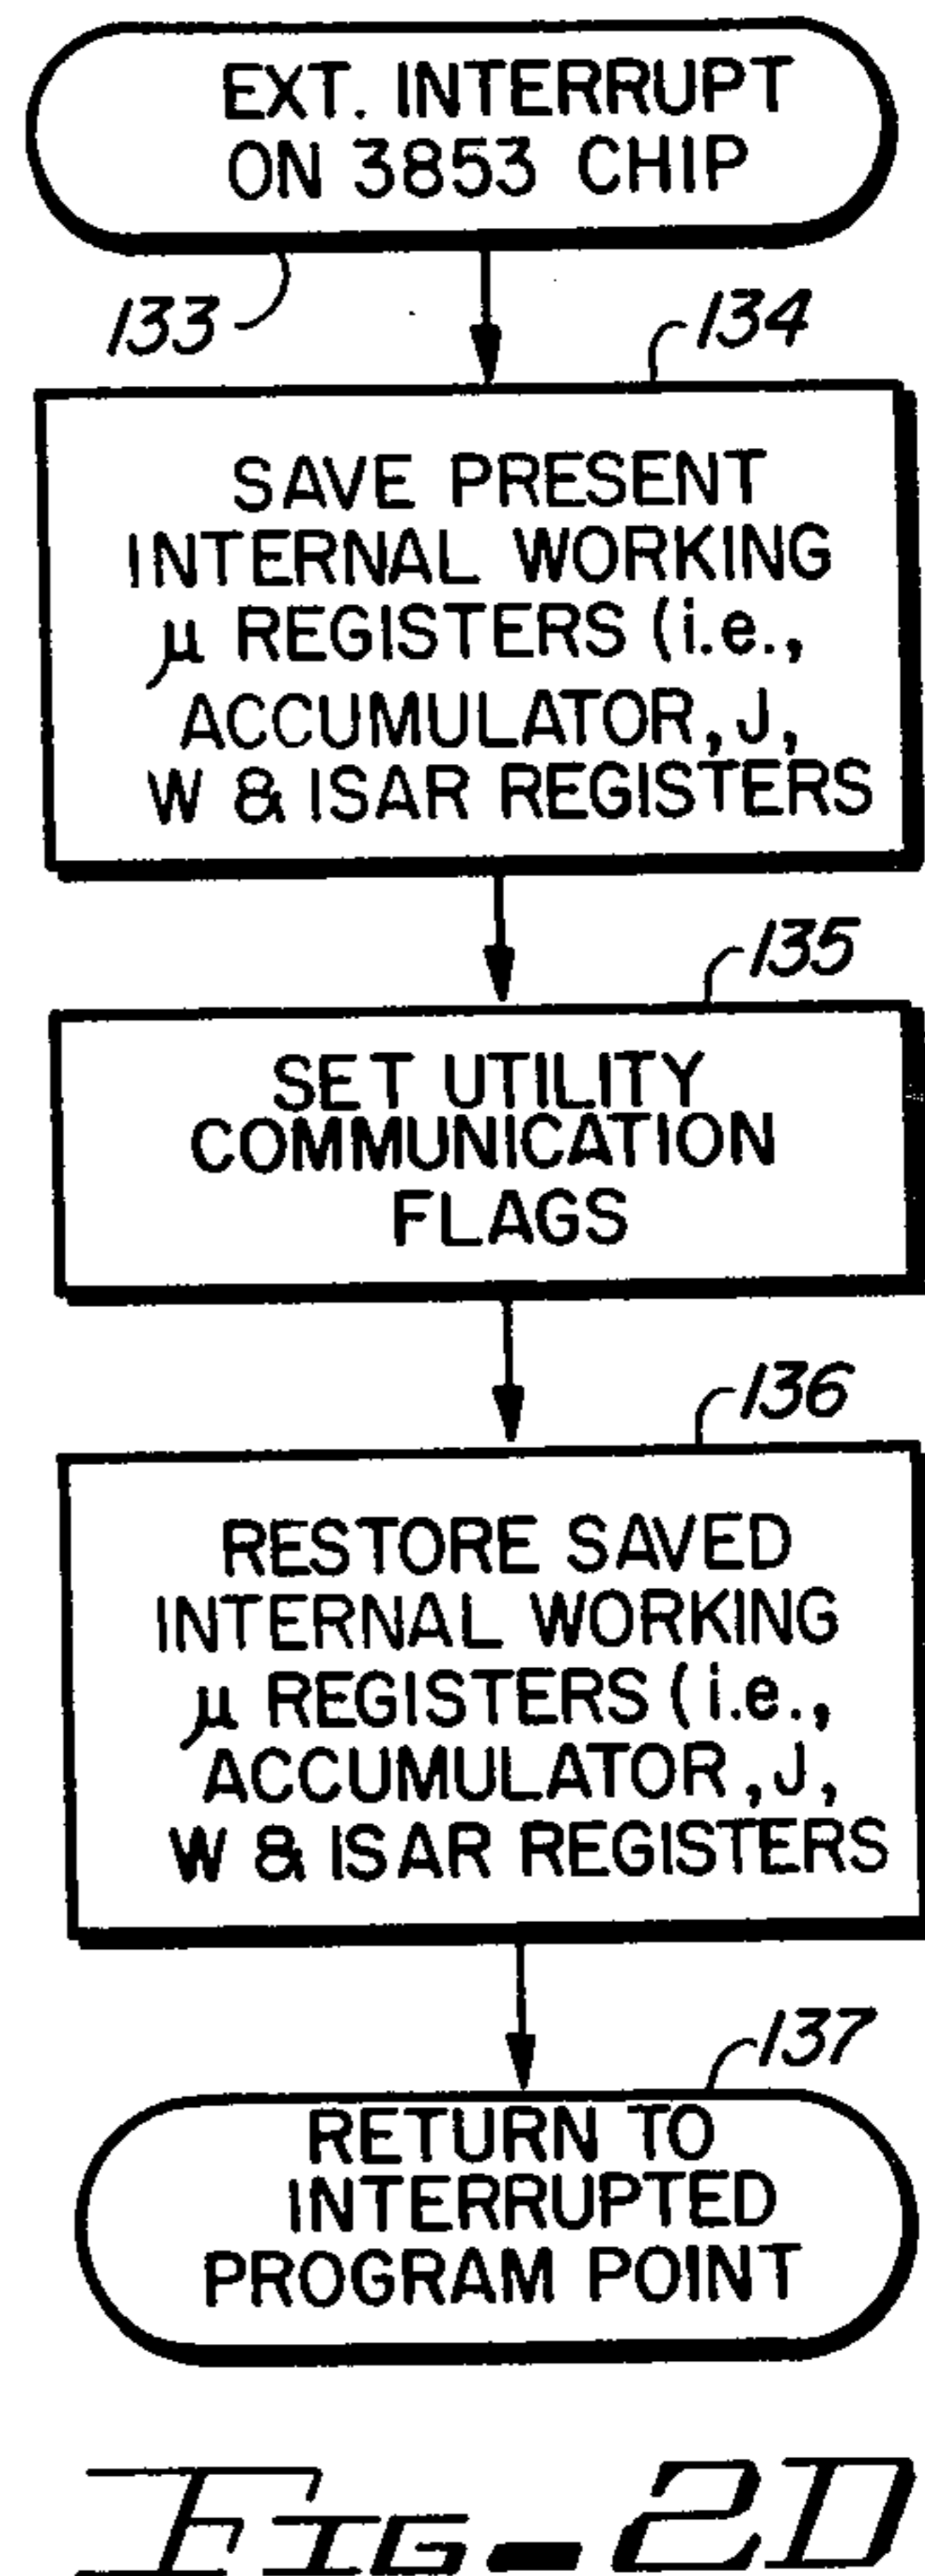 EXT. INTERRUPT
ON 3853 CHIP
133
134
SAVE PRESENT
INTERNAL WORKING
µ REGISTERS (i.e.,
ACCUMULATOR, J,
W & ISAR REGISTERS
135
SET UTILITY
COMMUNICATION
FLAGS
136
RESTORE SAVED
INTERNAL WORKING
µ REGISTERS (i.e.,
ACCUMULATOR, J,
W & ISAR REGISTERS
137
RETURN TO
INTERRUPTED
PROGRAM POINT
FIG-2D